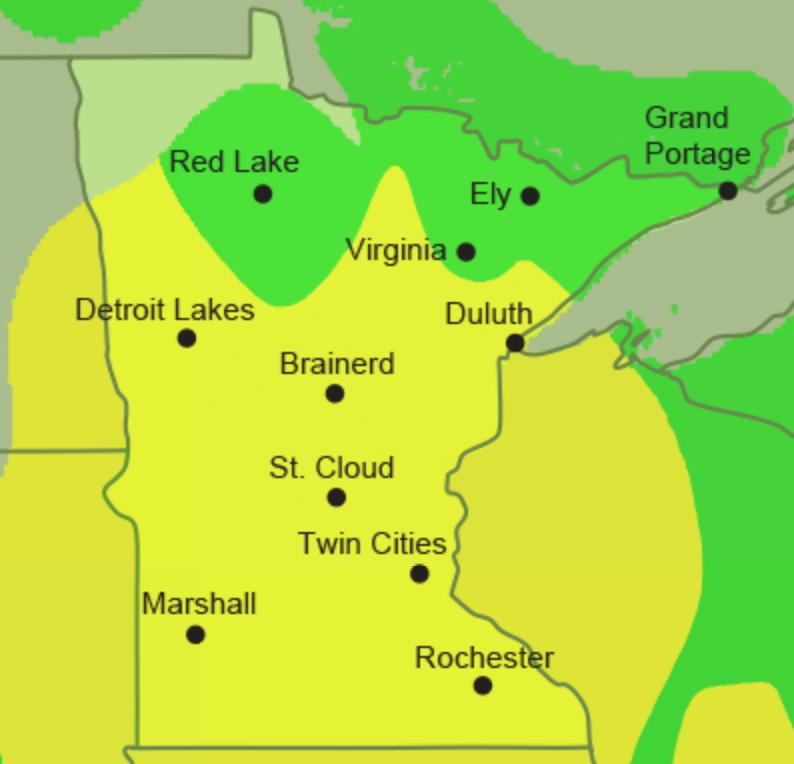 Grand
Portage
Red Lake
Ely
Virginia
Detroit Lakes
Duluth
Brainerd
St. Cloud
Twin Cities
Marshall
Rochester